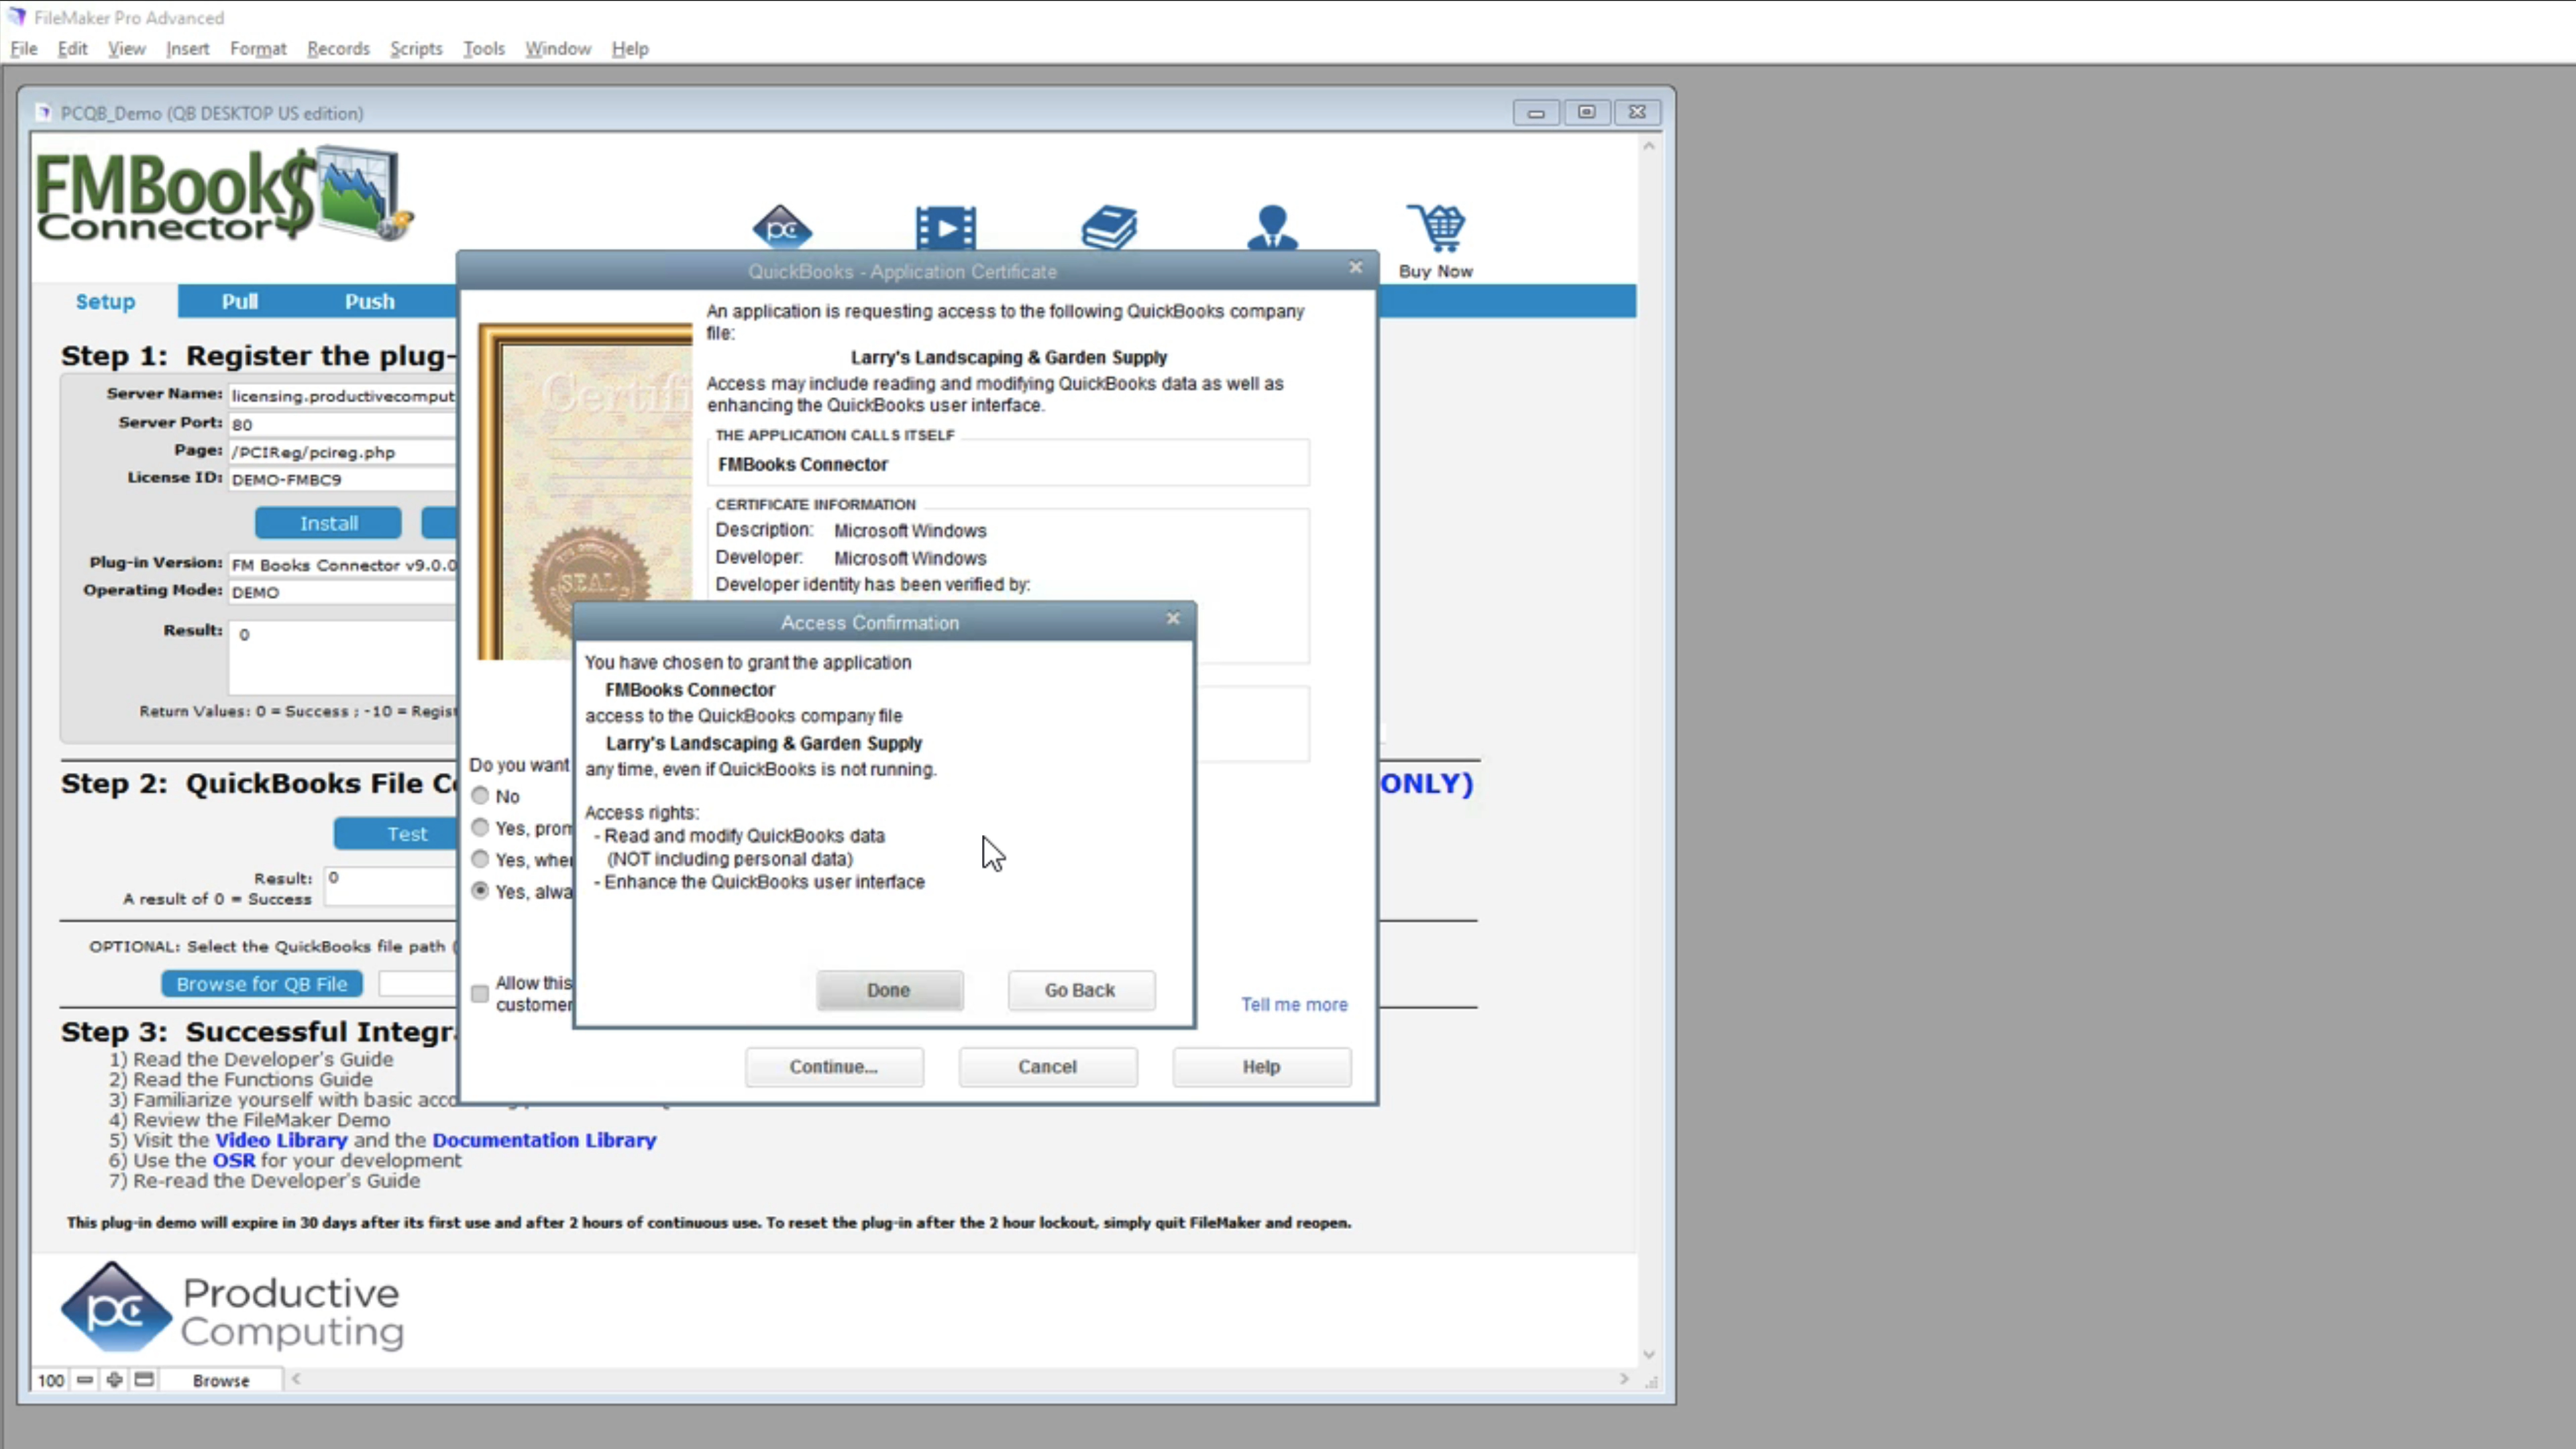 FileMaker Pro Advanced
File Edit View Insert Format Records Scripts Tools Window Help
PCQB_Demo (QB DESKTOP US edition)
FMBook$
Connector
pc
Buy Now
Setup Pull Push
Step 1: Register the plug-
Server Name: licensing.productivecomput
Server Port: 80
Page: /PCIReg/pcireg.php
License ID: DEMO-FMBC9
Install
Plug-in Version: FM Books Connector v9.0.0
Operating Mode: DEMO
Result: 0
Return Values: 0 = Success ; -10 = Regist
Step 2: QuickBooks File Co
ONLY)
Test
Result: 0
A result of 0 = Success
OPTIONAL: Select the QuickBooks file path (
Browse for QB File
Step 3: Successful Integr
1) Read the Developer's Guide
2) Read the Functions Guide
3) Familiarize yourself with basic acco
4) Review the FileMaker Demo
5) Visit the Video Library and the Documentation Library
6) Use the OSR for your development
7) Re-read the Developer's Guide
This plug-in demo will expire in 30 days after its first use and after 2 hours of continuous use. To reset the plug-in after the 2 hour lockout, simply quit FileMaker and reopen.
pc Productive
Computing
100 Browse
QuickBooks - Application Certificate
Certifi
SEAL
An application is requesting access to the following QuickBooks company
file:
Larry's Landscaping & Garden Supply
Access may include reading and modifying QuickBooks data as well as
enhancing the QuickBooks user interface.
THE APPLICATION CALLS ITSELF
FMBooks Connector
CERTIFICATE INFORMATION
Description: Microsoft Windows
Developer: Microsoft Windows
Developer identity has been verified by:
Do you want
No
Yes, prom
Yes, wher
Yes, alwa
Allow this
customer
Tell me more
Continue... Cancel Help
Access Confirmation
You have chosen to grant the application
FMBooks Connector
access to the QuickBooks company file
Larry's Landscaping & Garden Supply
any time, even if QuickBooks is not running.
Access rights:
- Read and modify QuickBooks data
(NOT including personal data)
- Enhance the QuickBooks user interface
Done Go Back